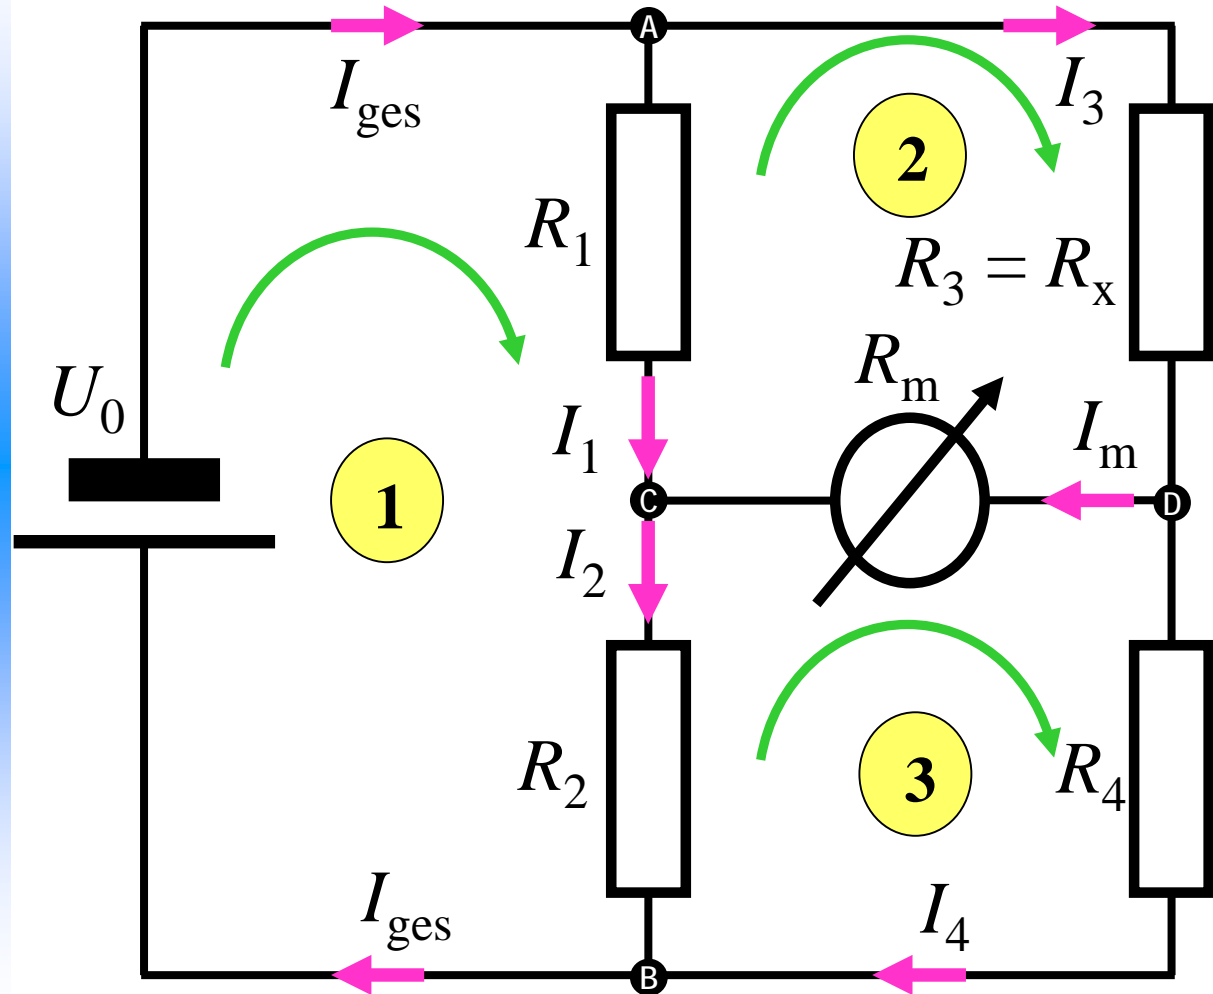 A
I_ges
I_3
2
R_1
R_3 = R_x
R_m
U_0
I_1
I_m
1
C
D
I_2
R_2
3
R_4
I_ges
I_4
B